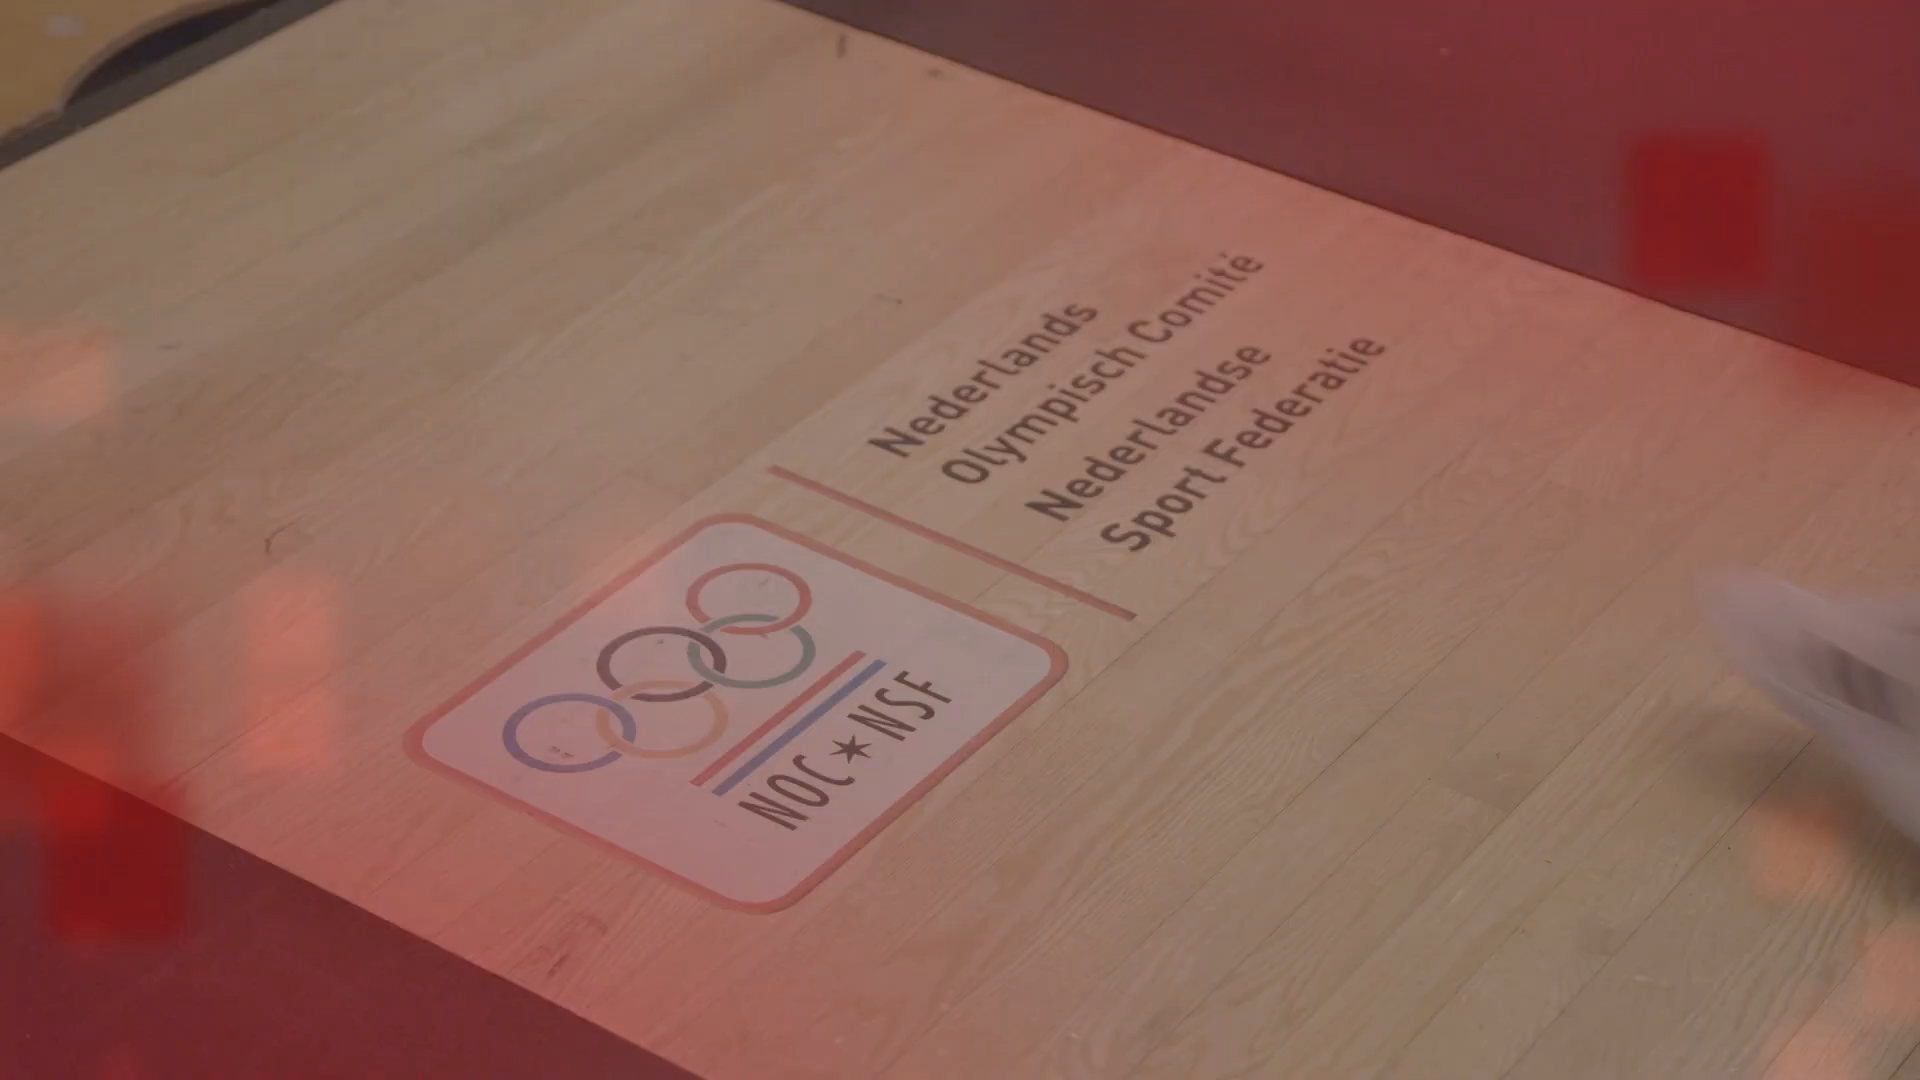 Nederlands
Olympisch Comité
Nederlandse
Sport Federatie
NOC*NSF